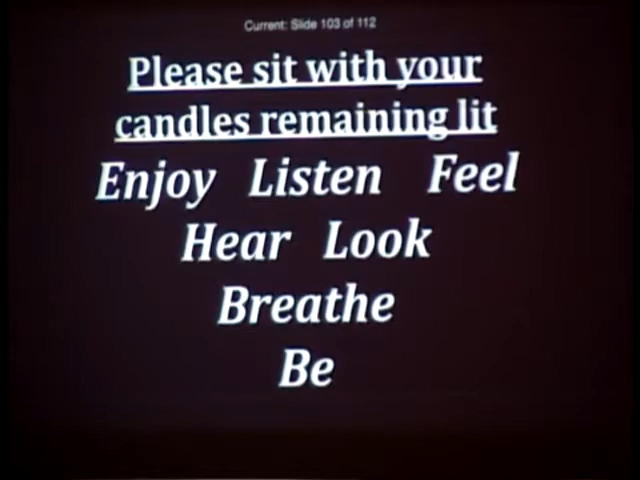 Current: Slide 103 of 112
Please sit with your
candles remaining lit
Enjoy Listen Feel
Hear Look
Breathe
Be